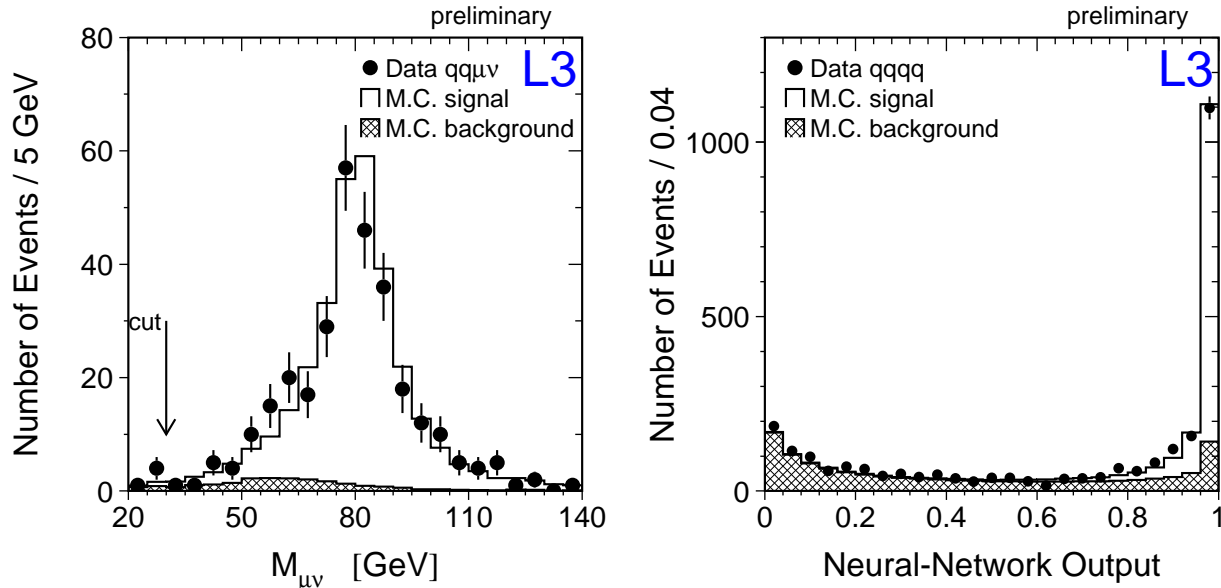 preliminary
L3
Data qqμν
M.C. signal
M.C. background
cut
80
60
40
20
0
20 50 80 110 140
Number of Events / 5 GeV
Mμν [GeV]
preliminary
L3
Data qqqq
M.C. signal
M.C. background
1000
500
0
0 0.2 0.4 0.6 0.8 1
Number of Events / 0.04
Neural-Network Output